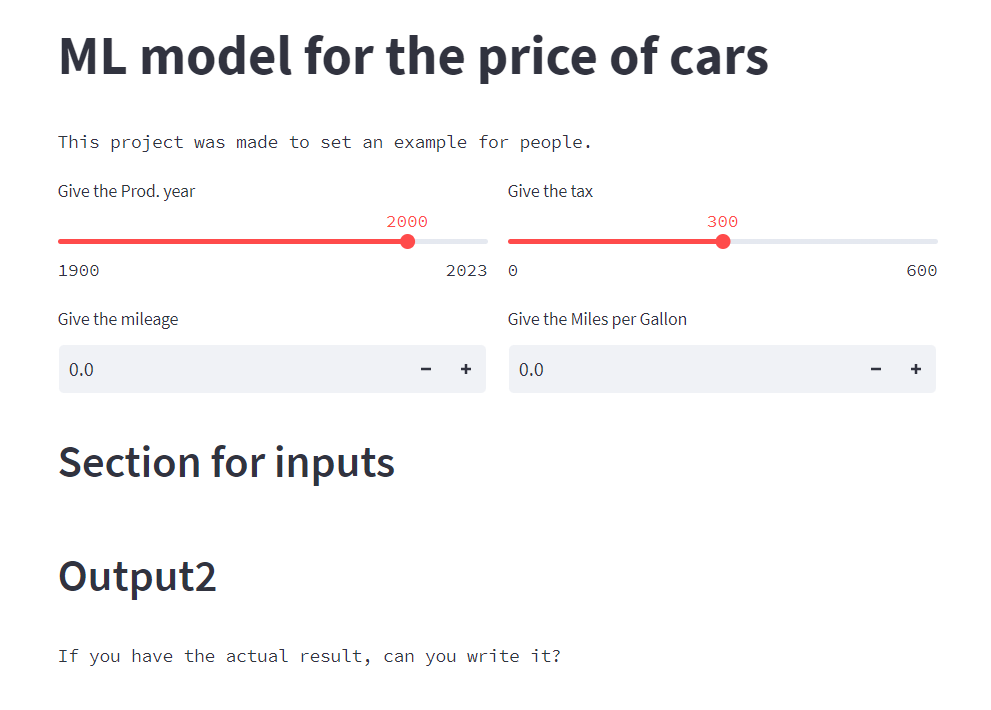 ML model for the price of cars
This project was made to set an example for people.
Give the Prod. year
Give the tax
2000
300
1900 2023
0 600
Give the mileage
Give the Miles per Gallon
0.0 − +
0.0 − +
Section for inputs
Output2
If you have the actual result, can you write it?